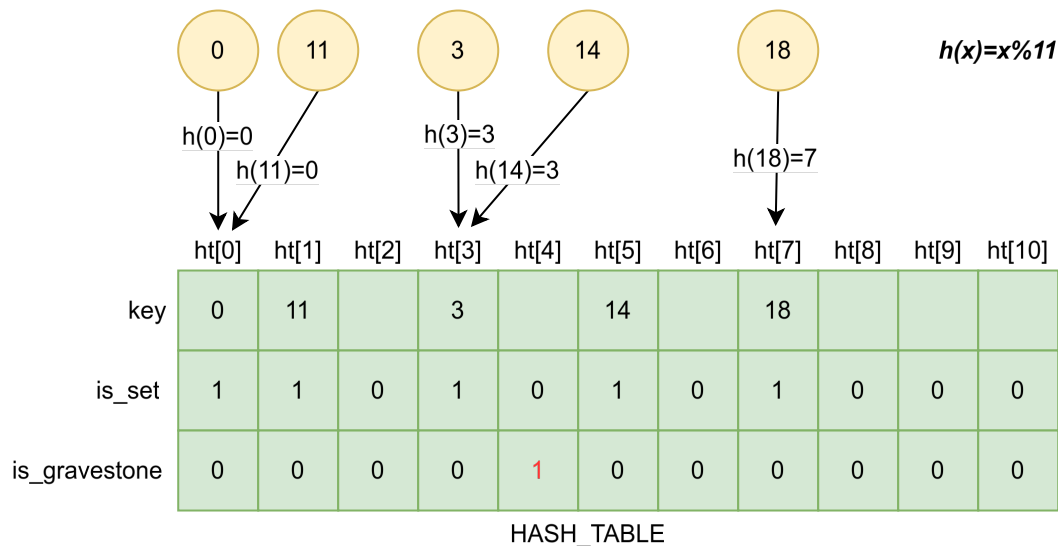 0 11 3 14 18 h(x)=x%11
h(0)=0 h(3)=3
h(11)=0 h(14)=3 h(18)=7
ht[0] ht[1] ht[2] ht[3] ht[4] ht[5] ht[6] ht[7] ht[8] ht[9] ht[10]
key 0 11 3 14 18
is_set 1 1 0 1 0 1 0 1 0 0 0
is_gravestone 0 0 0 0 1 0 0 0 0 0 0
HASH_TABLE